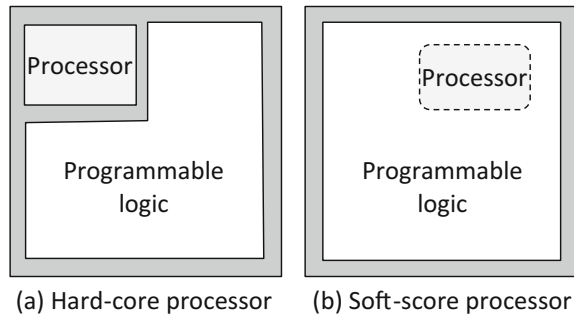 Processor
Programmable
logic
(a) Hard-core processor
Processor
Programmable
logic
(b) Soft-score processor